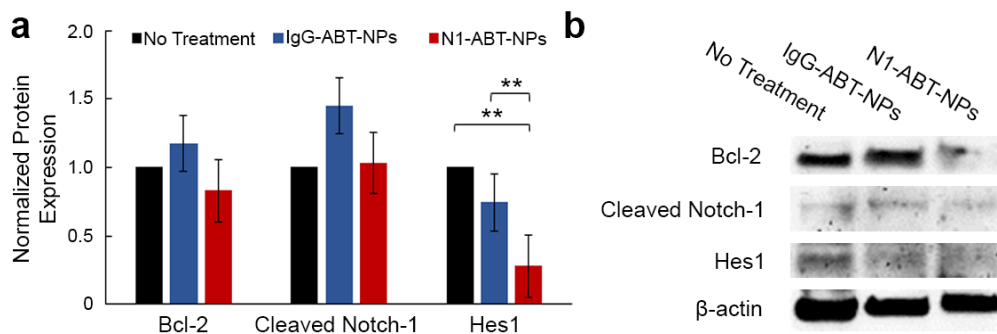 a
2.0
No Treatment IgG-ABT-NPs N1-ABT-NPs
1.5
**
**
1.0
0.5
0
Normalized Protein
Expression
Bcl-2 Cleaved Notch-1 Hes1
b
No Treatment
IgG-ABT-NPs
N1-ABT-NPs
Bcl-2
Cleaved Notch-1
Hes1
β-actin